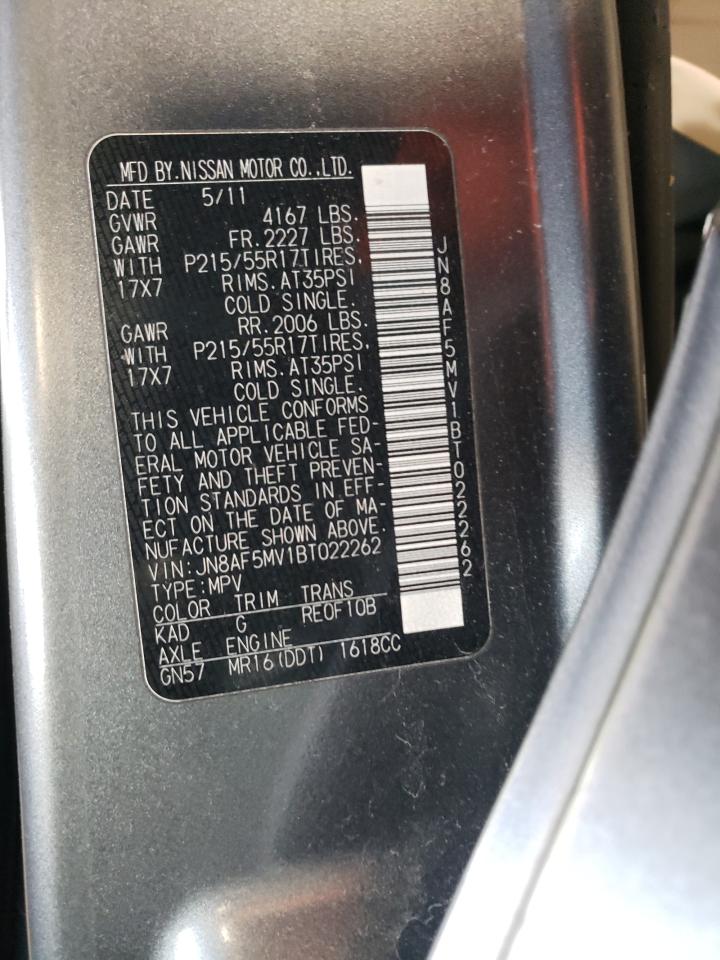 MFD BY.NISSAN MOTOR CO.,LTD.
DATE 5/11
GVWR 4167 LBS.
GAWR FR.2227 LBS.
WITH P215/55R17TIRES,
17X7 RIMS.AT35PSI
COLD SINGLE.
GAWR RR.2006 LBS.
WITH P215/55R17TIRES,
17X7 RIMS.AT35PSI
COLD SINGLE.
THIS VEHICLE CONFORMS
TO ALL APPLICABLE FED-
ERAL MOTOR VEHICLE SA-
FETY AND THEFT PREVEN-
TION STANDARDS IN EFF-
ECT ON THE DATE OF MA-
NUFACTURE SHOWN ABOVE.
VIN:JN8AF5MV1BT022262
TYPE:MPV
COLOR TRIM TRANS
KAD G RE0F10B
AXLE ENGINE
GN57 MR16(DDT) 1618CC
JN8AF5MV1BT022262